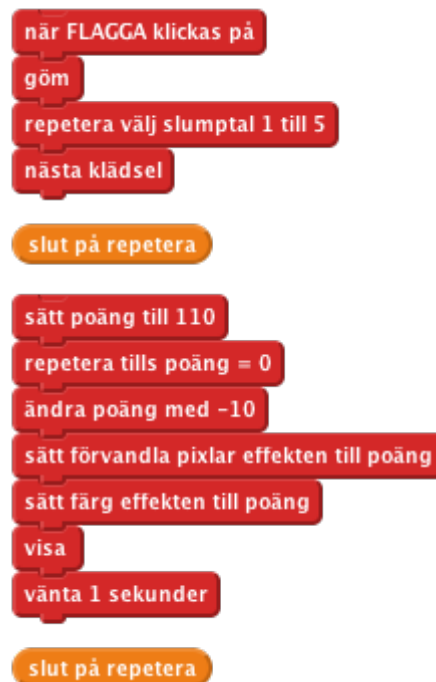 när FLAGGA klickas på
göm
repetera välj slumptal 1 till 5
nästa klädsel
slut på repetera
sätt poäng till 110
repetera tills poäng = 0
ändra poäng med -10
sätt förvandla pixlar effekten till poäng
sätt färg effekten till poäng
visa
vänta 1 sekunder
slut på repetera